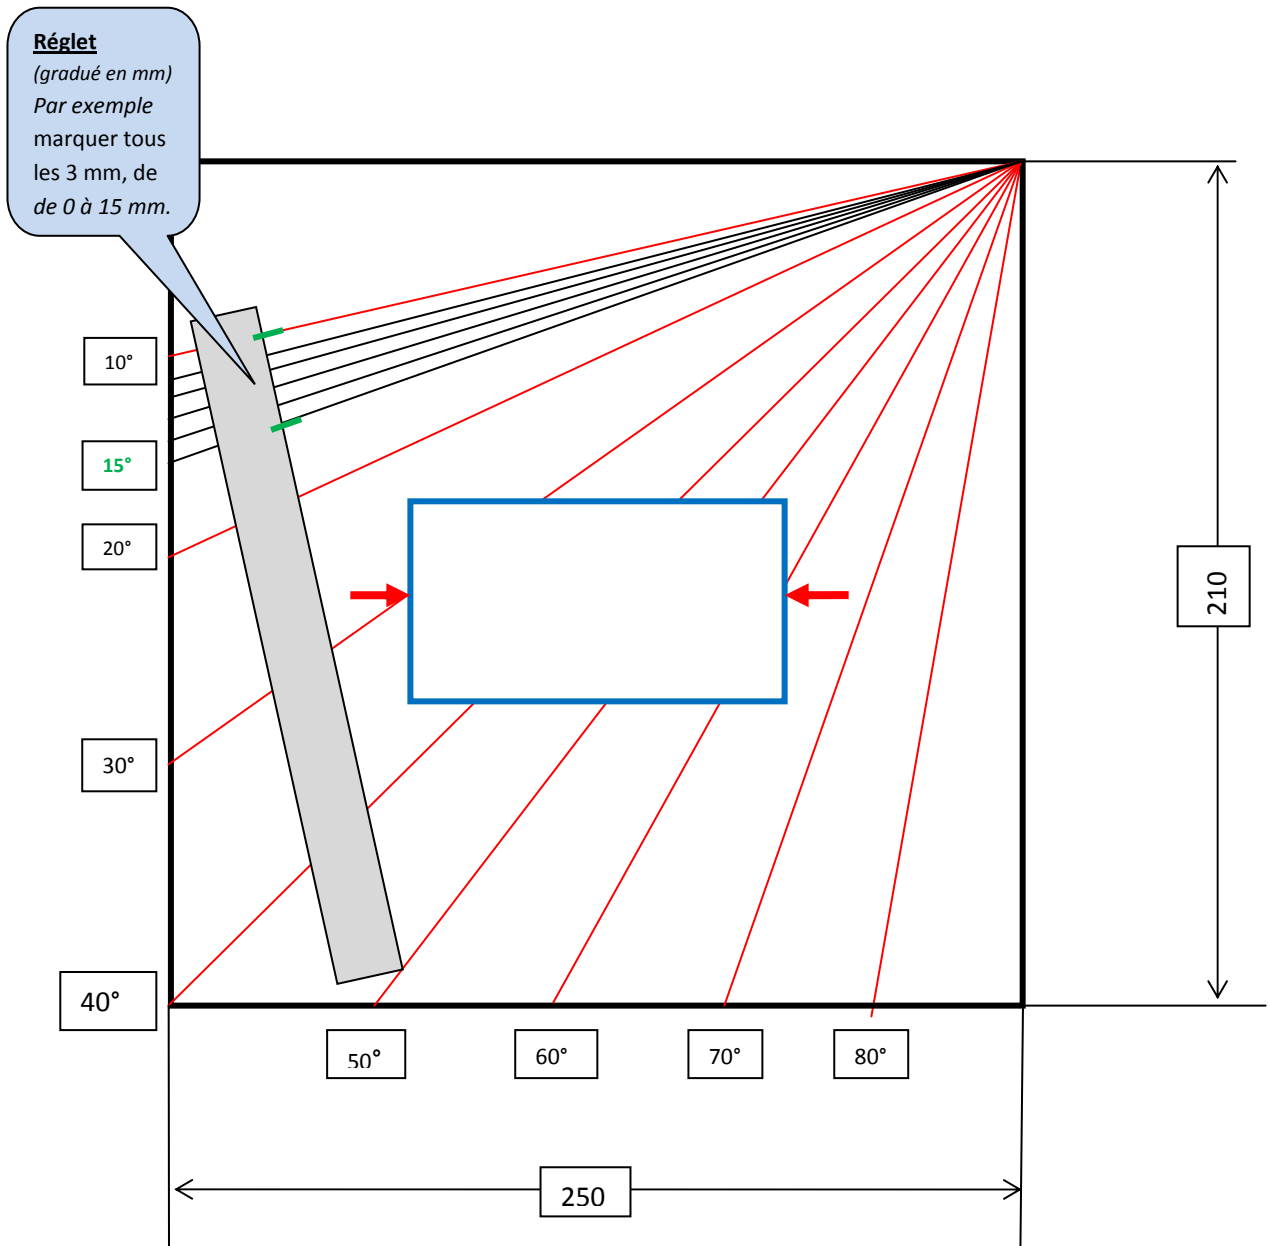 Réglet
(gradué en mm)
Par exemple
marquer tous
les 3 mm, de
de 0 à 15 mm.
10°
15°
20°
30°
40°
50°
60°
70°
80°
210
250